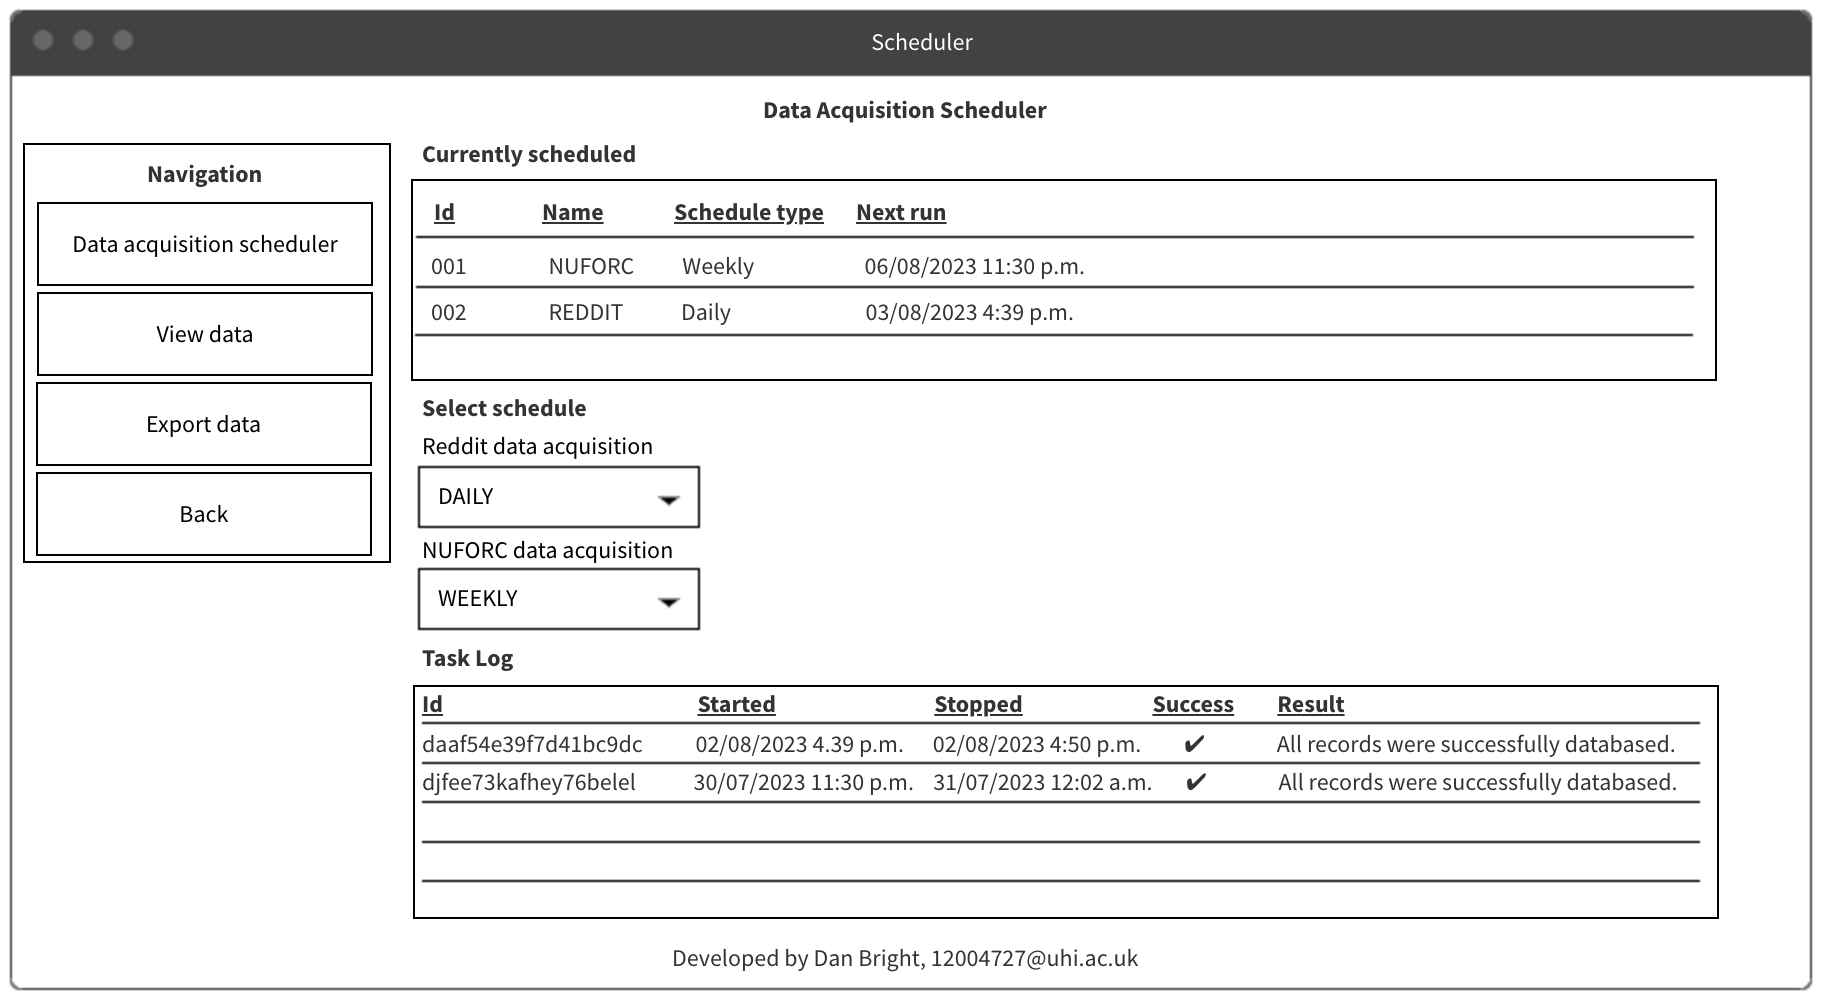 Scheduler
Data Acquisition Scheduler
Navigation
Data acquisition scheduler
View data
Export data
Back
Currently scheduled
Id Name Schedule type Next run
001 NUFORC Weekly 06/08/2023 11:30 p.m.
002 REDDIT Daily 03/08/2023 4:39 p.m.
Select schedule
Reddit data acquisition
DAILY
NUFORC data acquisition
WEEKLY
Task Log
Id Started Stopped Success Result
daaf54e39f7d41bc9dc 02/08/2023 4.39 p.m. 02/08/2023 4:50 p.m. ✔ All records were successfully databased.
djfee73kafhey76belel 30/07/2023 11:30 p.m. 31/07/2023 12:02 a.m. ✔ All records were successfully databased.
Developed by Dan Bright, 12004727@uhi.ac.uk